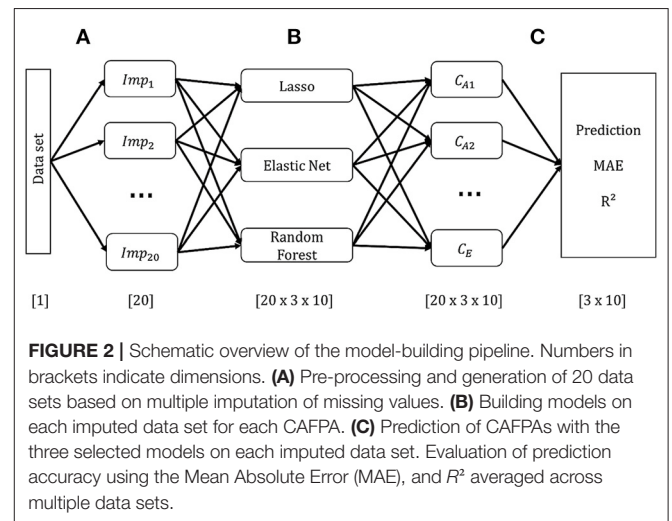 A B C
Data set
Imp₁
Imp₂
...
Imp₂₀
Lasso
Elastic Net
Random
Forest
C_A1
C_A2
...
C_E
Prediction
MAE
R²
[1] [20] [20 x 3 x 10] [20 x 3 x 10] [3 x 10]
FIGURE 2 | Schematic overview of the model-building pipeline. Numbers in
brackets indicate dimensions. (A) Pre-processing and generation of 20 data
sets based on multiple imputation of missing values. (B) Building models on
each imputed data set for each CAFPA. (C) Prediction of CAFPAs with the
three selected models on each imputed data set. Evaluation of prediction
accuracy using the Mean Absolute Error (MAE), and R² averaged across
multiple data sets.